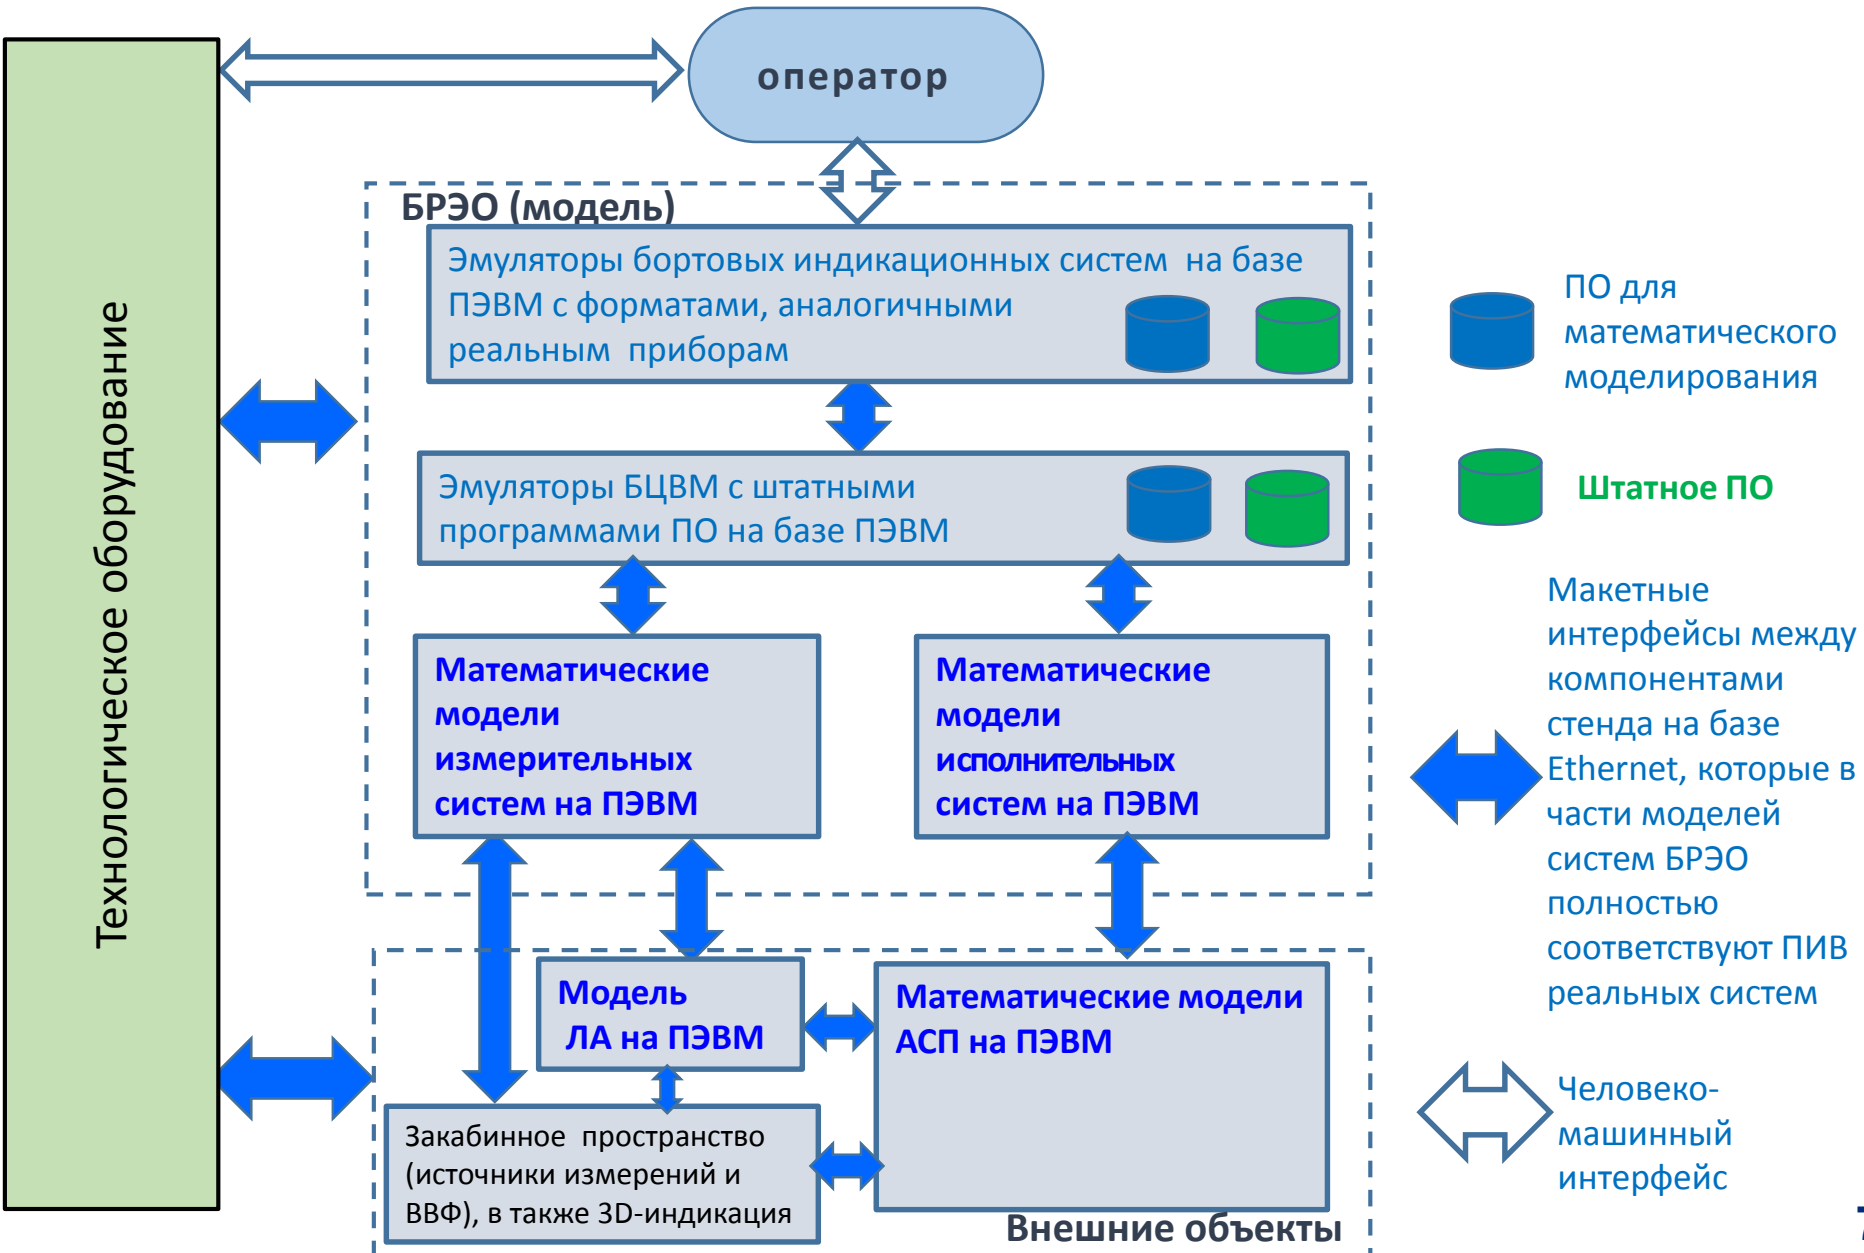 оператор
Технологическое оборудование
БРЭО (модель)
Эмуляторы бортовых индикационных систем на базе
ПЭВМ с форматами, аналогичными
реальным приборам
Эмуляторы БЦВМ с штатными
программами ПО на базе ПЭВМ
Математические
модели
измерительных
систем на ПЭВМ
Математические
модели
исполнительных
систем на ПЭВМ
Модель
ЛА на ПЭВМ
Математические модели
АСП на ПЭВМ
Закабинное пространство
(источники измерений и
ВВФ), в также 3D-индикация
Внешние объекты
ПО для
математического
моделирования
Штатное ПО
Макетные
интерфейсы между
компонентами
стенда на базе
Ethernet, которые в
части моделей
систем БРЭО
полностью
соответствуют ПИВ
реальных систем
Человеко-
машинный
интерфейс